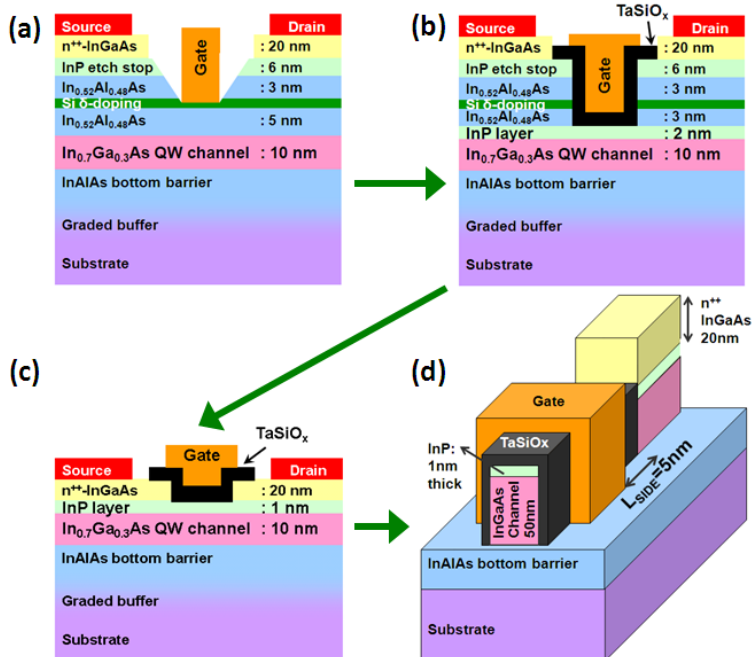 (a)
Source
Drain
n⁺⁺-InGaAs
Gate
: 20 nm
InP etch stop
: 6 nm
In₀.₅₂Al₀.₄₈As
: 3 nm
Si δ-doping
In₀.₅₂Al₀.₄₈As
: 5 nm
In₀.₇Ga₀.₃As QW channel : 10 nm
InAlAs bottom barrier
Graded buffer
Substrate
(b)
TaSiOₓ
Source
Drain
n⁺⁺-InGaAs
: 20 nm
InP etch stop
Gate
: 6 nm
In₀.₅₂Al₀.₄₈As
: 3 nm
Si δ-doping
In₀.₅₂Al₀.₄₈As
: 3 nm
InP layer
: 2 nm
In₀.₇Ga₀.₃As QW channel : 10 nm
InAlAs bottom barrier
Graded buffer
Substrate
(c)
TaSiOₓ
Gate
Source
Drain
n⁺⁺-InGaAs
: 20 nm
InP layer
: 1 nm
In₀.₇Ga₀.₃As QW channel : 10 nm
InAlAs bottom barrier
Graded buffer
Substrate
(d)
n⁺⁺
InGaAs
20nm
Gate
TaSiOx
InP:
1nm
thick
InGaAs
Channel
50nm
L_SIDE=5nm
InAlAs bottom barrier
Substrate